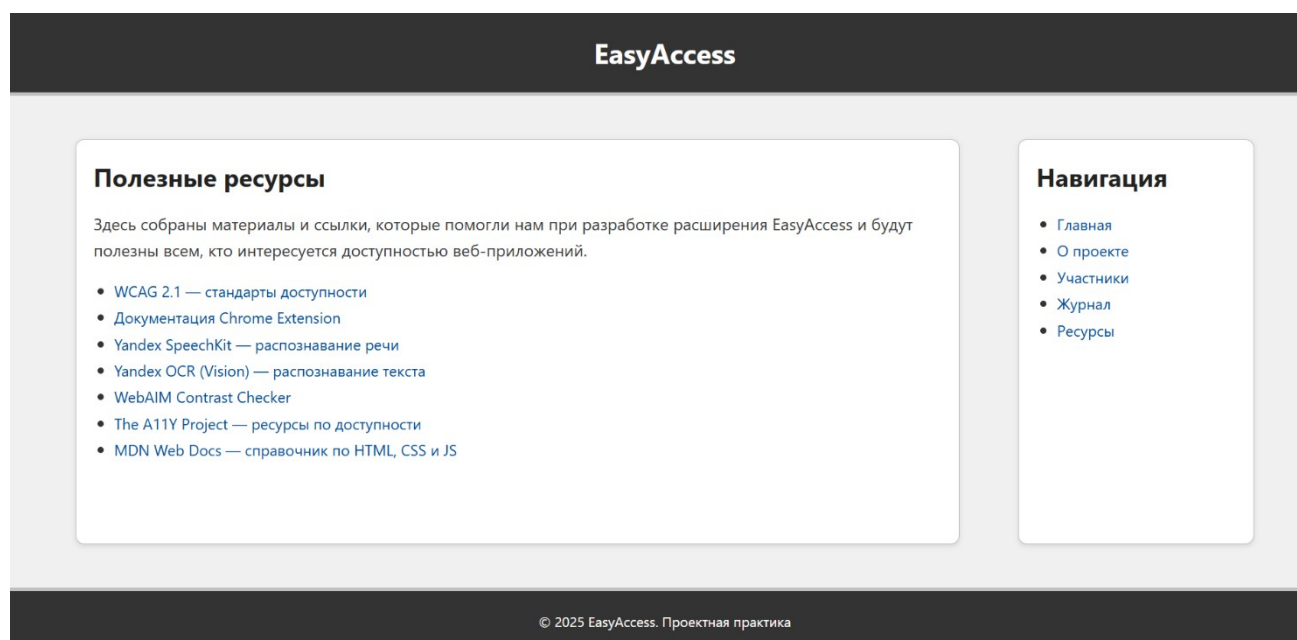 EasyAccess
Полезные ресурсы
Здесь собраны материалы и ссылки, которые помогли нам при разработке расширения EasyAccess и будут
полезны всем, кто интересуется доступностью веб-приложений.
WCAG 2.1 — стандарты доступности
Документация Chrome Extension
Yandex SpeechKit — распознавание речи
Yandex OCR (Vision) — распознавание текста
WebAIM Contrast Checker
The A11Y Project — ресурсы по доступности
MDN Web Docs — справочник по HTML, CSS и JS
Навигация
Главная
О проекте
Участники
Журнал
Ресурсы
© 2025 EasyAccess. Проектная практика